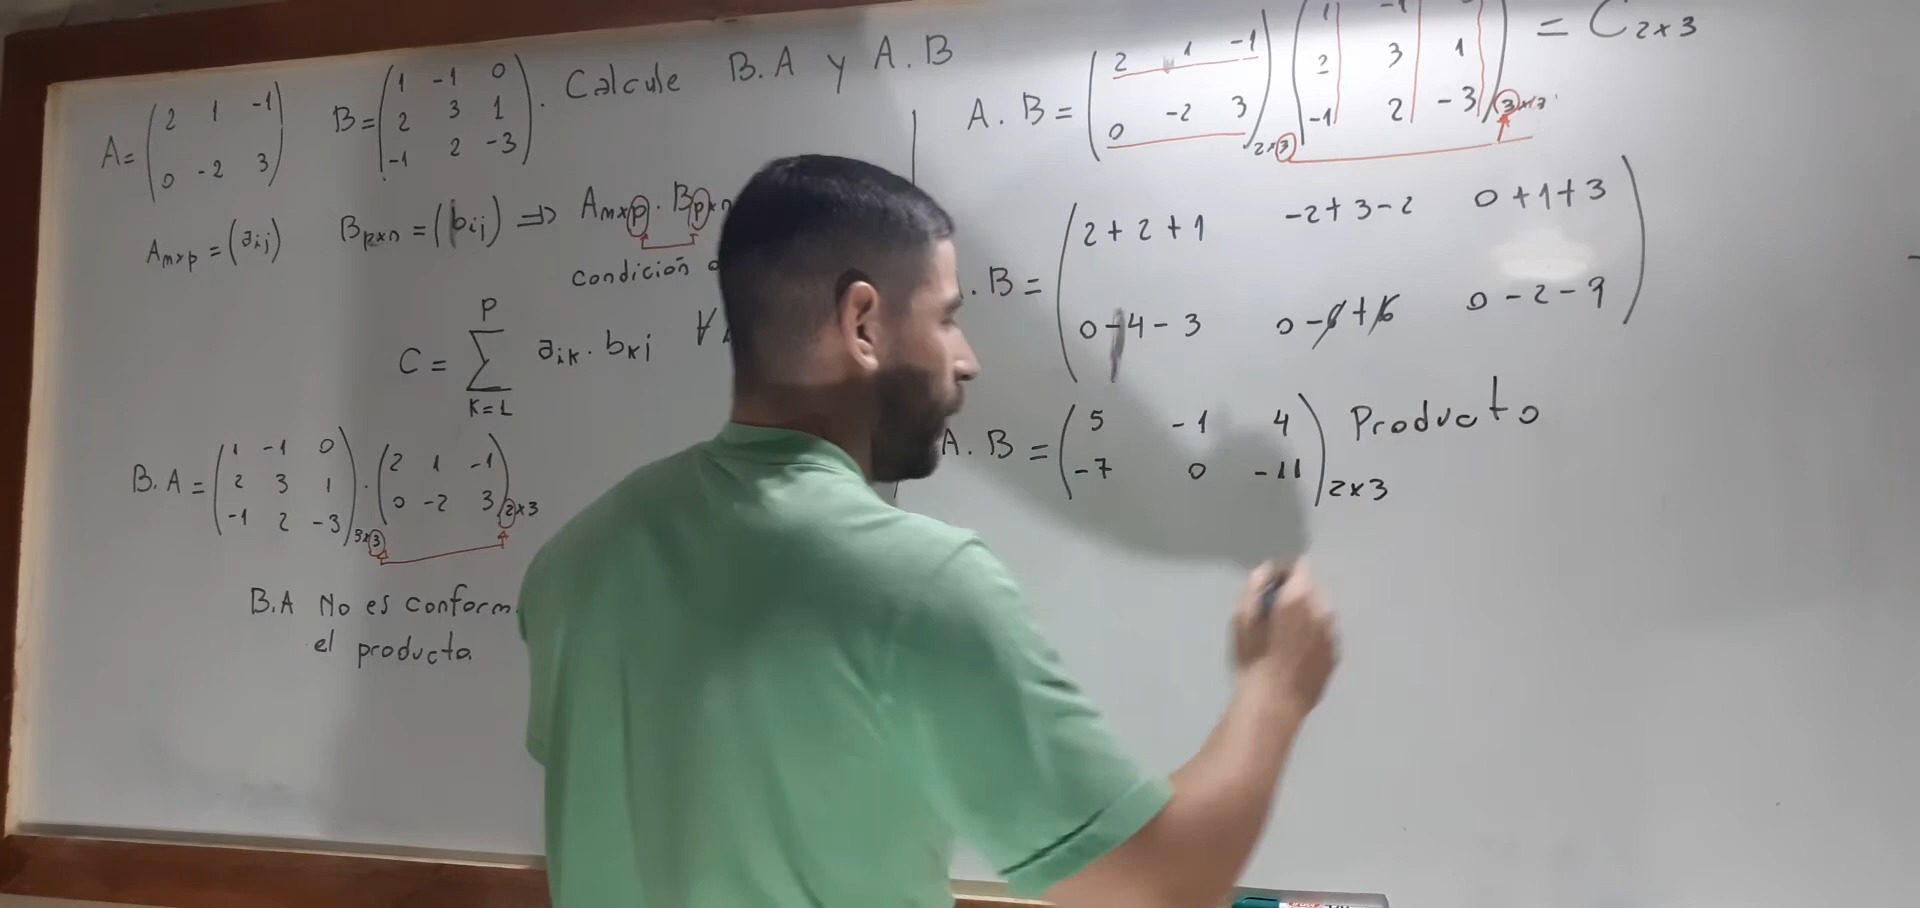 A= ( 2 1 -1
0 -2 3 ) B= ( 1 -1 0
2 3 1
-1 2 -3 ) . Calcule B.A y A.B
Amxp = (aij) Bpxn = (bij) ⇒ Amxp . Bpxn
condición
C = ∑ P K=1 aik . bkj ∀
B.A = ( 1 -1 0
2 3 1
-1 2 -3 ) 3x3 . ( 2 1 -1
0 -2 3 ) 2x3
B.A No es conform
el producto.
A.B = ( 2 1 -1
0 -2 3 ) 2x3 ( 1 -1
2 3 1
-1 2 -3 ) 3x3 = C 2x3
. B = ( 2+2+1 -2+3-2 0+1+3
0-4-3 0-6+6 0-2-9 )
A.B = ( 5 -1 4
-7 0 -11 ) 2x3 Producto